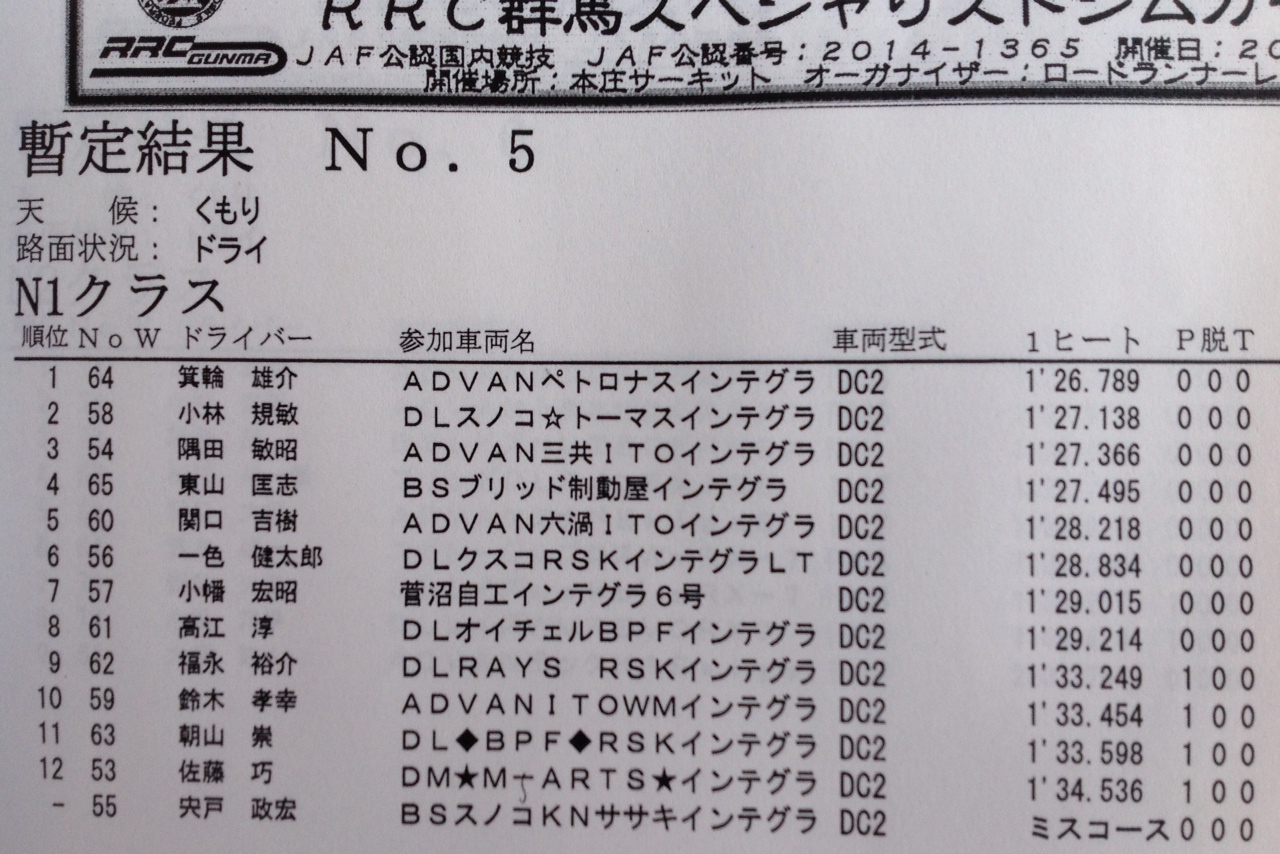 RRC群馬スペシャリストジムカ
RRC GUNMA JAF公認国内競技 JAF公認番号:2014-1365 開催日:20
開催場所:本庄サーキット オーガナイザー:ロードランナーレ
暫定結果 No.5
天 候: くもり
路面状況: ドライ
N1クラス
順位 No W ドライバー 参加車両名 車両型式 1ヒート P脱T
1 64 箕輪 雄介 ADVANペトロナスインテグラ DC2 1'26.789 0 0 0
2 58 小林 規敏 DLスノコ☆トーマスインテグラ DC2 1'27.138 0 0 0
3 54 隅田 敏昭 ADVAN三共ITOインテグラ DC2 1'27.366 0 0 0
4 65 東山 匡志 BSブリッド制動屋インテグラ DC2 1'27.495 0 0 0
5 60 関口 吉樹 ADVAN六渦ITOインテグラ DC2 1'28.218 0 0 0
6 56 一色 健太郎 DLクスコRSKインテグラLT DC2 1'28.834 0 0 0
7 57 小幡 宏昭 菅沼自工インテグラ6号 DC2 1'29.015 0 0 0
8 61 高江 淳 DLオイチェルBPFインテグラ DC2 1'29.214 0 0 0
9 62 福永 裕介 DLRAYS RSKインテグラ DC2 1'33.249 1 0 0
10 59 鈴木 孝幸 ADVANITOWMインテグラ DC2 1'33.454 1 0 0
11 63 朝山 崇 DL◆BPF◆RSKインテグラ DC2 1'33.598 1 0 0
12 53 佐藤 巧 DM★M-ARTS★インテグラ DC2 1'34.536 1 0 0
- 55 宍戸 政宏 BSスノコKNササキインテグラ DC2 ミスコース 0 0 0